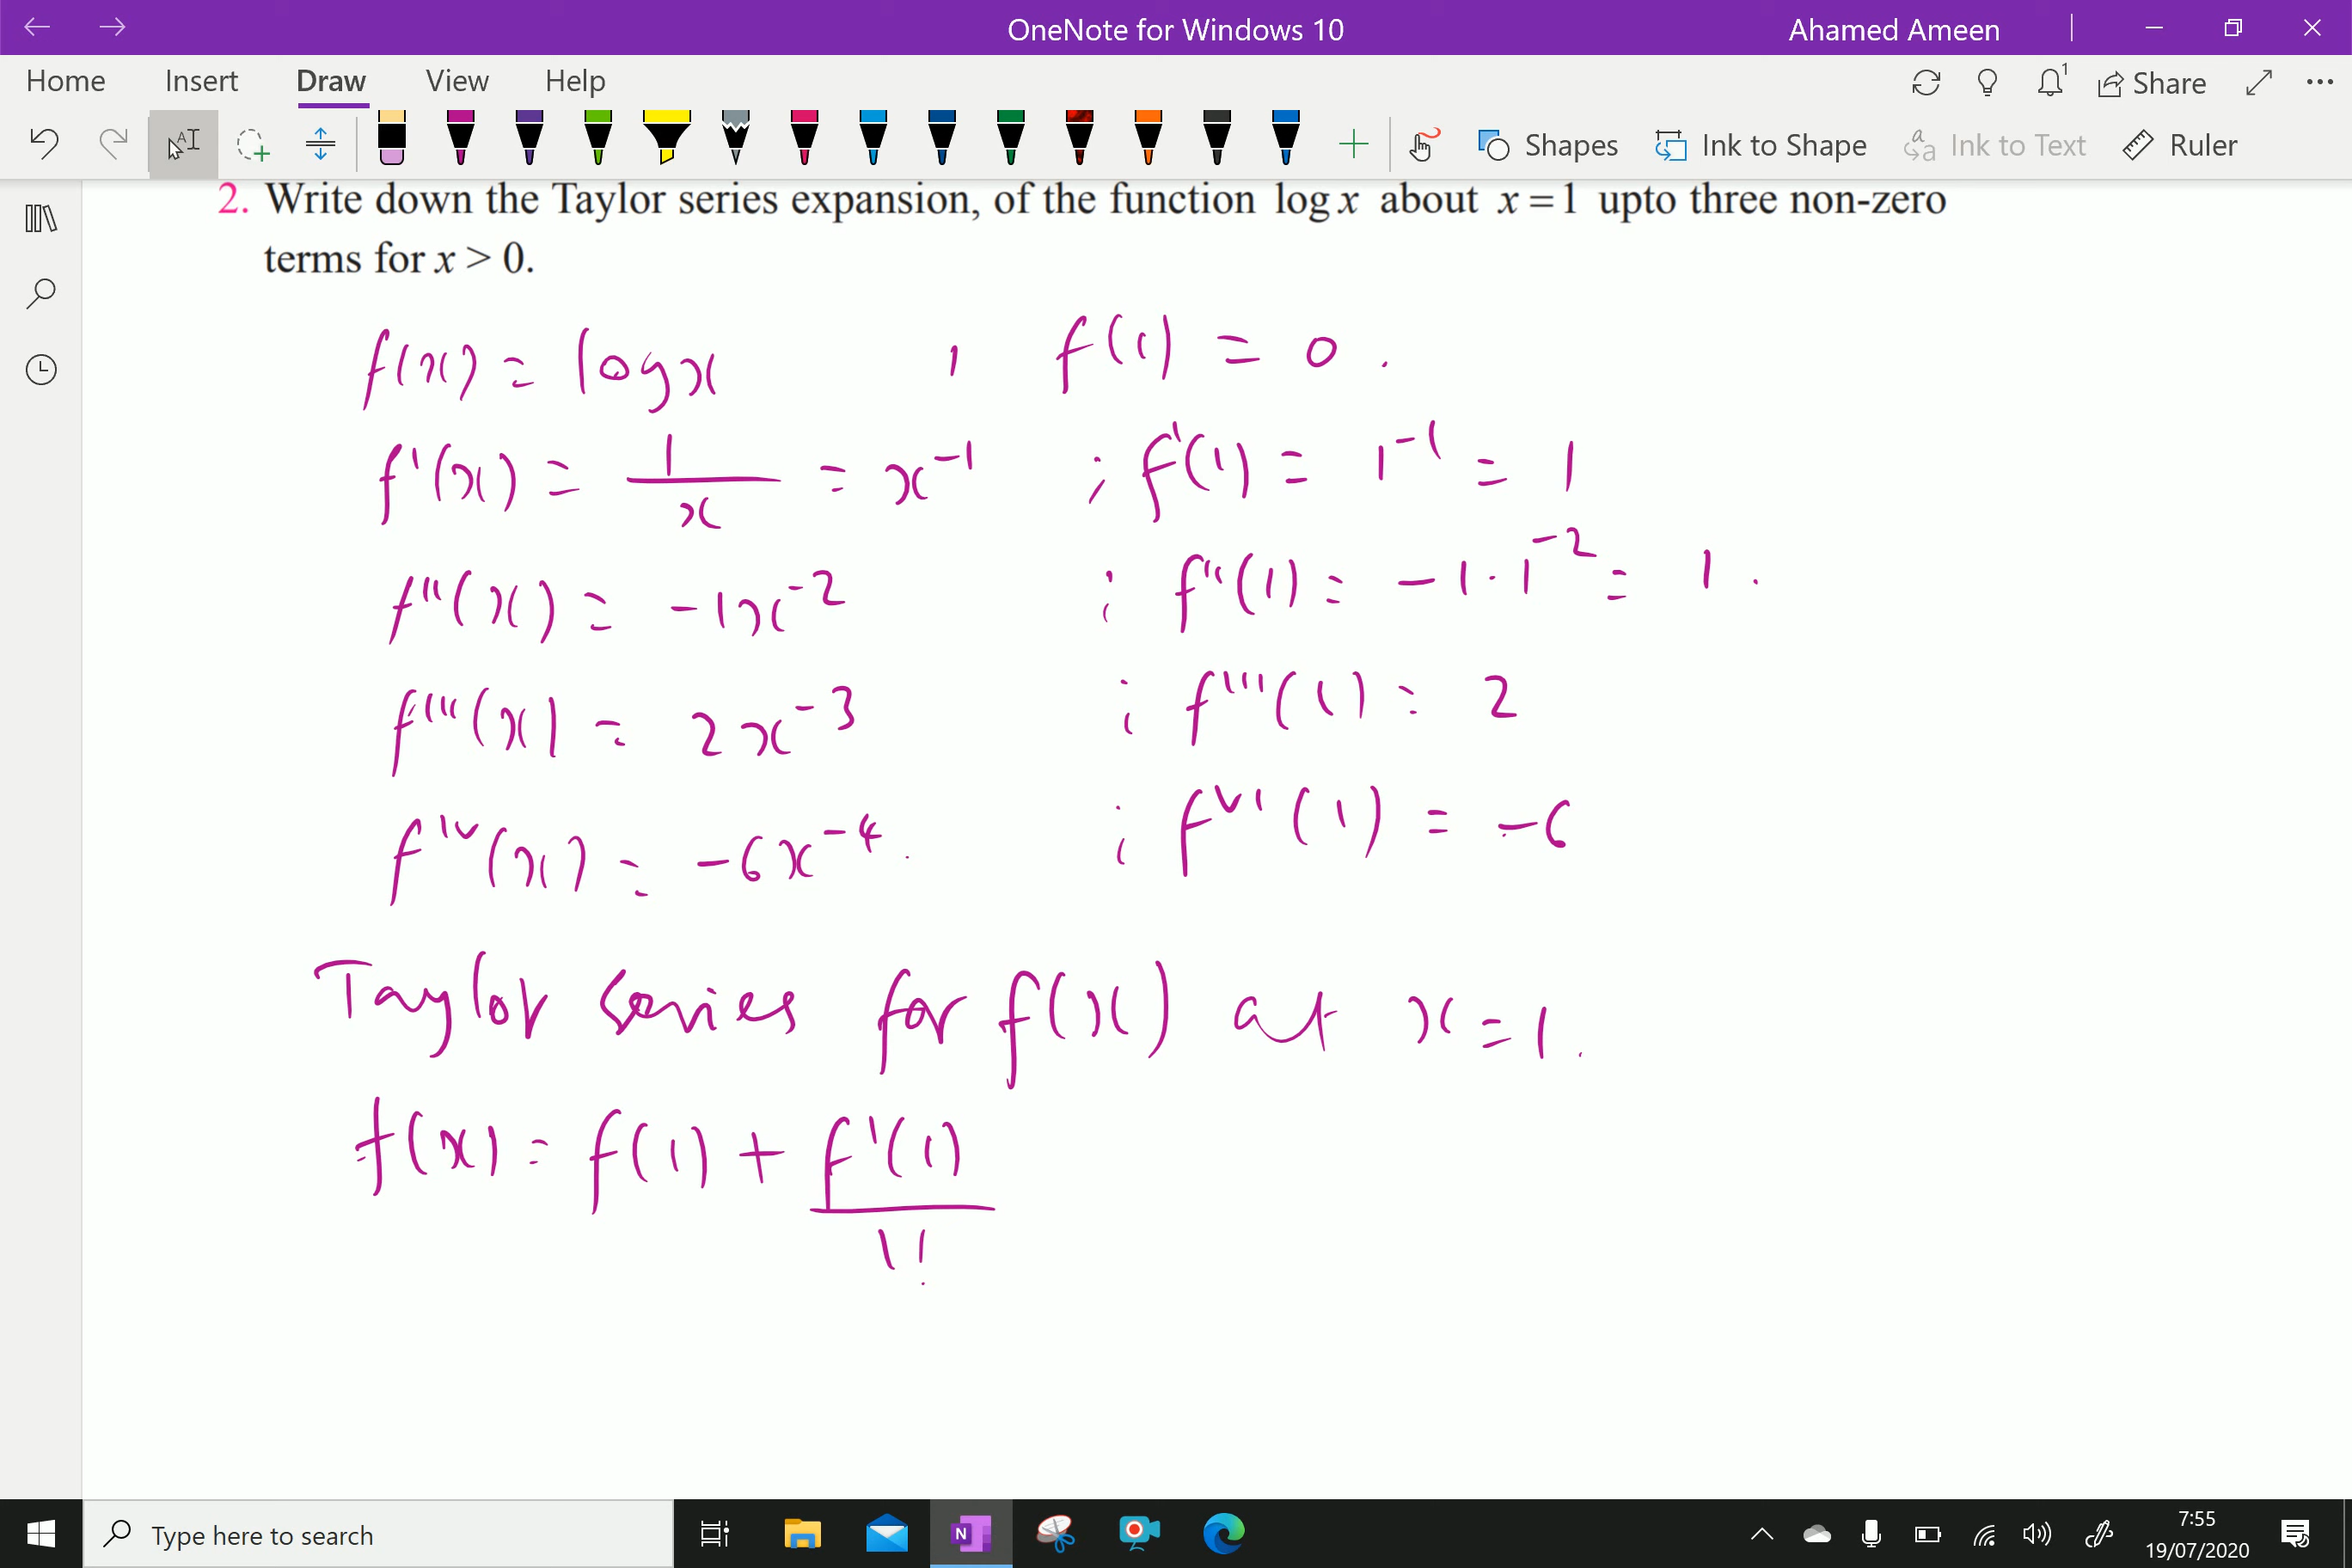 OneNote for Windows 10 Ahamed Ameen
Home Insert Draw View Help 1 Share
AI Shapes Ink to Shape Ink to Text Ruler
2. Write down the Taylor series expansion, of the function log x about x = 1 upto three non-zero
terms for x > 0.
f(x) = log x , f(1) = 0 .
f'(x) = 1/x = x⁻¹ ; f'(1) = 1⁻¹ = 1
f''(x) = -1x⁻² ; f''(1) = -1·1⁻² = 1 .
f'''(x) = 2x⁻³ ; f'''(1) = 2
f^iv(x) = -6x⁻⁴ . ; f^vi(1) = -6
Taylor series for f(x) at x = 1 .
f(x) = f(1) + f'(1)/1!
Type here to search N 7:55
19/07/2020